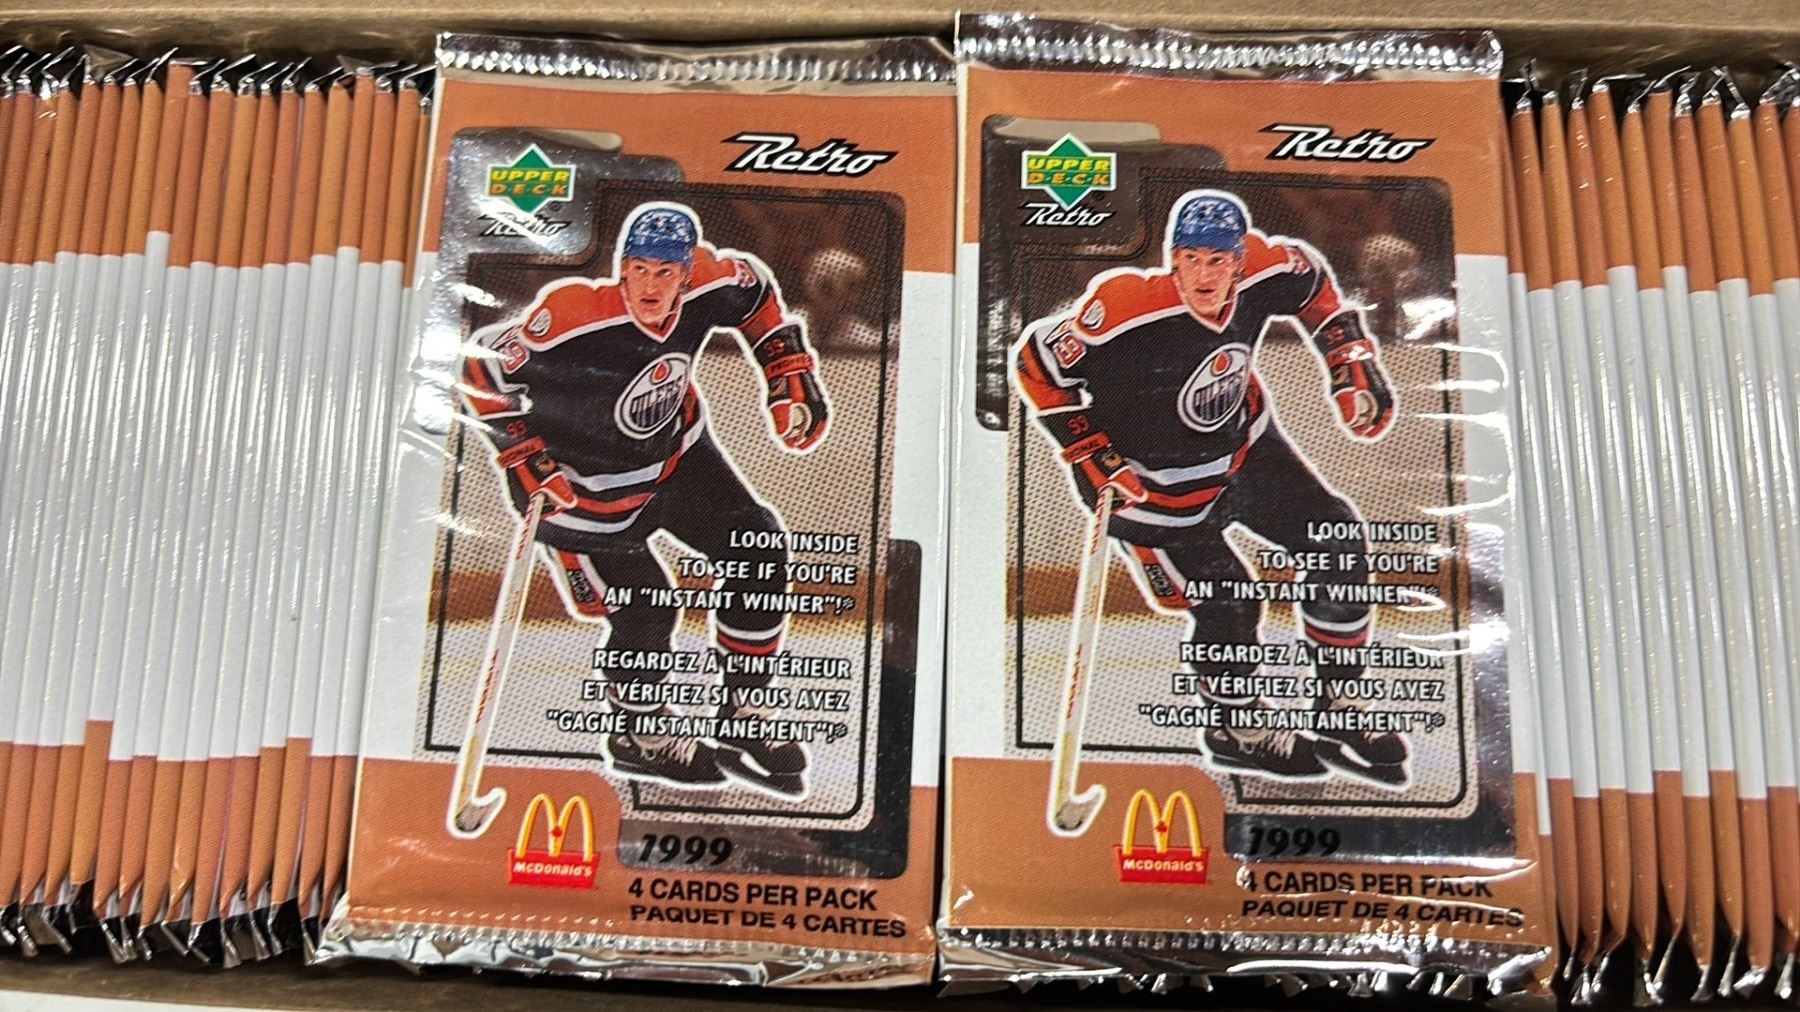 Retro
UPPER
DECK
Retro
LOOK INSIDE
TO SEE IF YOU'RE
AN "INSTANT WINNER"!*
REGARDEZ À L'INTÉRIEUR
ET VÉRIFIEZ SI VOUS AVEZ
"GAGNÉ INSTANTANÉMENT"!*
McDonald's
1999
4 CARDS PER PACK
PAQUET DE 4 CARTES
Retro
UPPER
DECK
Retro
LOOK INSIDE
TO SEE IF YOU'RE
AN "INSTANT WINNER"!*
REGARDEZ À L'INTÉRIEUR
ET VÉRIFIEZ SI VOUS AVEZ
"GAGNÉ INSTANTANÉMENT"!*
McDonald's
1999
4 CARDS PER PACK
PAQUET DE 4 CARTES